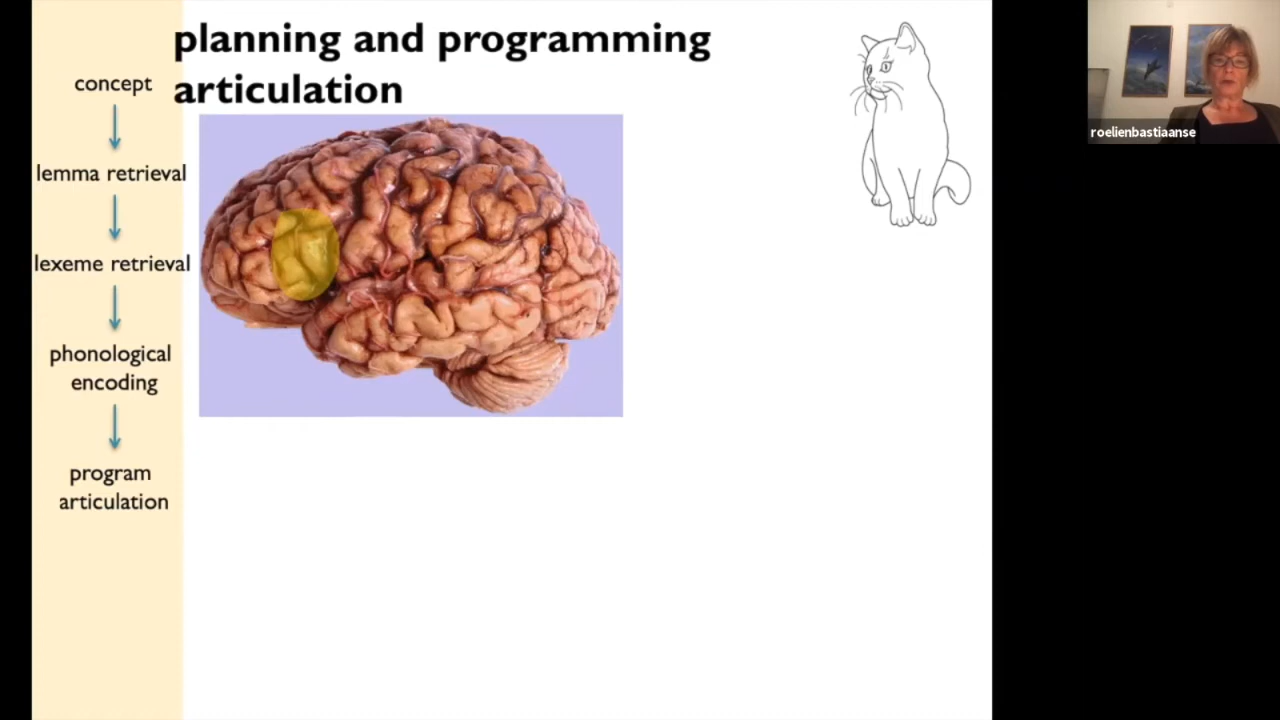 planning and programming
articulation
concept
lemma retrieval
lexeme retrieval
phonological
encoding
program
articulation
roelienbastiaanse